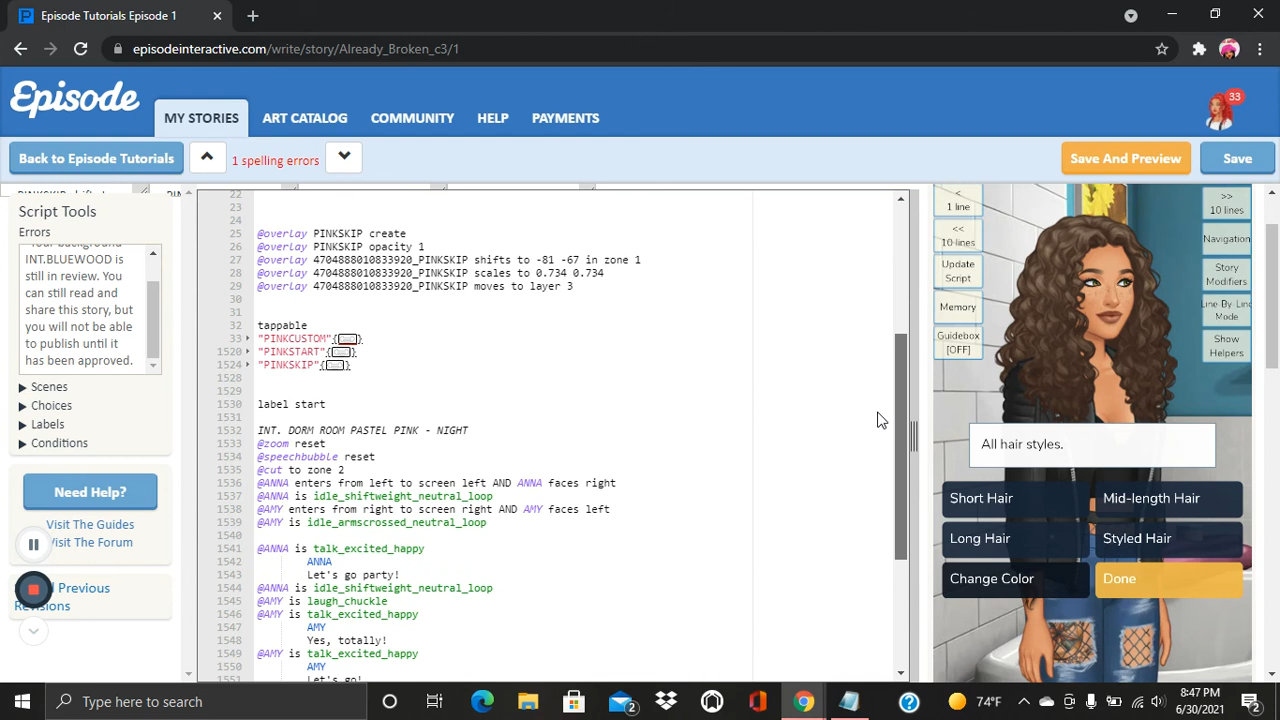 Episode Tutorials Episode 1
episodeinteractive.com/write/story/Already_Broken_c3/1
Episode
MY STORIES
ART CATALOG
COMMUNITY
HELP
PAYMENTS
33
Back to Episode Tutorials
1 spelling errors
Save And Preview
Save
Script Tools
Errors
INT.BLUEWOOD is
still in review. You
can still read and
share this story, but
you will not be able
to publish until it
has been approved.
Scenes
Choices
Labels
Conditions
Need Help?
Visit The Guides
Visit The Forum
Previous
Revisions
22
23
24
25 @overlay PINKSKIP create
26 @overlay PINKSKIP opacity 1
27 @overlay 4704888010833920_PINKSKIP shifts to -81 -67 in zone 1
28 @overlay 4704888010833920_PINKSKIP scales to 0.734 0.734
29 @overlay 4704888010833920_PINKSKIP moves to layer 3
30
31
32 tappable
33 "PINKCUSTOM"{...}
1520 "PINKSTART"{...}
1524 "PINKSKIP"{...}
1528
1529
1530 label start
1531
1532 INT. DORM ROOM PASTEL PINK - NIGHT
1533 @zoom reset
1534 @speechbubble reset
1535 @cut to zone 2
1536 @ANNA enters from left to screen left AND ANNA faces right
1537 @ANNA is idle_shiftweight_neutral_loop
1538 @AMY enters from right to screen right AND AMY faces left
1539 @AMY is idle_armscrossed_neutral_loop
1540
1541 @ANNA is talk_excited_happy
1542 ANNA
1543 Let's go party!
1544 @ANNA is idle_shiftweight_neutral_loop
1545 @AMY is laugh_chuckle
1546 @AMY is talk_excited_happy
1547 AMY
1548 Yes, totally!
1549 @AMY is talk_excited_happy
1550 AMY
1551 Let's go!
<
1 line
<<
10 lines
Update
Script
Memory
Guidebox
[OFF]
>>
10 lines
Navigation
Story
Modifiers
Line-By-Line
Mode
Show
Helpers
All hair styles.
Short Hair
Mid-length Hair
Long Hair
Styled Hair
Change Color
Done
Type here to search
2
74°F
8:47 PM
6/30/2021
2